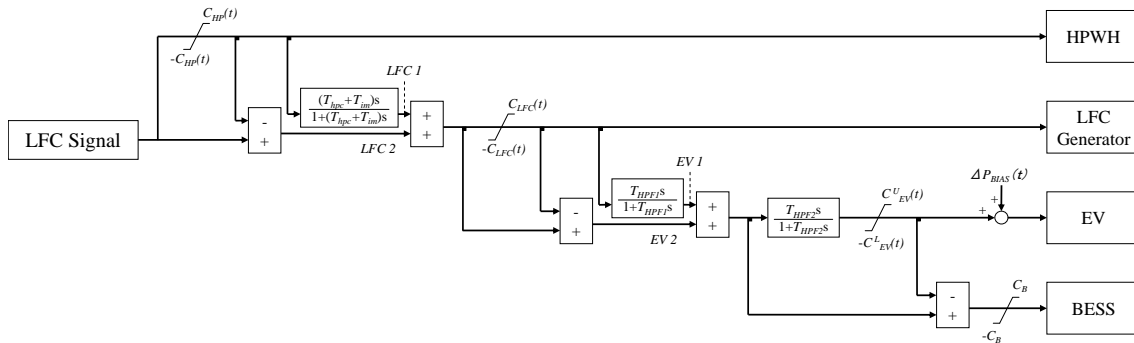 C_HP(t)
-C_HP(t)
HPWH
LFC 1
(T_hpc+T_im)s
1+(T_hpc+T_im)s
+
+
-
+
LFC 2
LFC Signal
C_LFC(t)
-C_LFC(t)
LFC
Generator
EV 1
T_HPF1s
1+T_HPF1s
+
+
-
+
EV 2
T_HPF2s
1+T_HPF2s
C^U_EV(t)
-C^L_EV(t)
ΔP_BIAS(t)
+
+
EV
-
+
C_B
-C_B
BESS